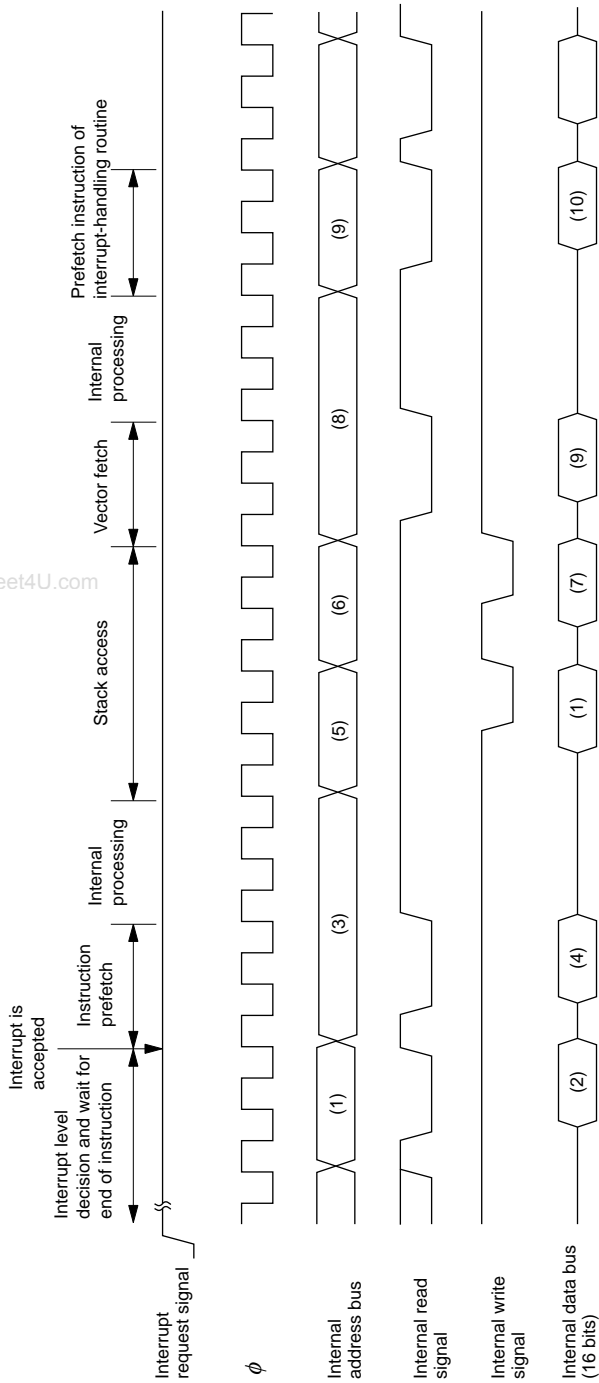 Interrupt is
accepted
Interrupt level
decision and wait for
end of instruction
Instruction
prefetch
Internal
processing
Stack access
Vector fetch
Internal
processing
Prefetch instruction of
interrupt-handling routine
Interrupt
request signal
ϕ
Internal
address bus
(1)
(3)
(5)
(6)
(8)
(9)
Internal read
signal
Internal write
signal
Internal data bus
(16 bits)
(2)
(4)
(1)
(7)
(9)
(10)
eet4U.com